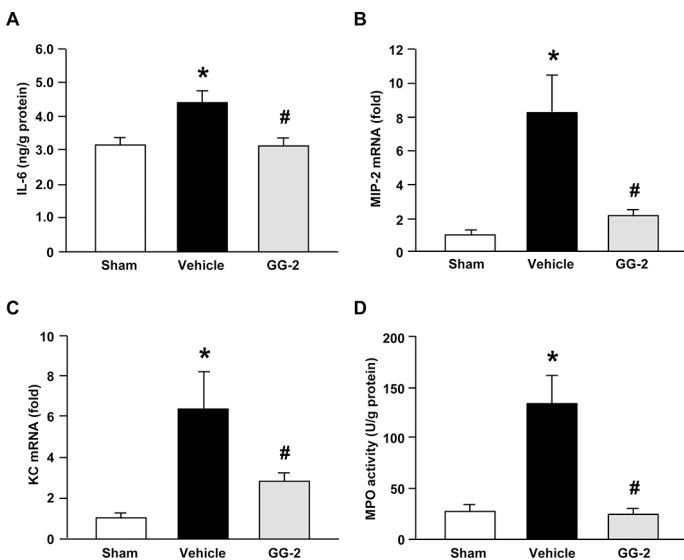 A
IL-6 (ng/g protein)
6.0
5.0
4.0
3.0
2.0
1.0
0
*
#
Sham Vehicle GG-2
B
MIP-2 mRNA (fold)
12
10
8
6
4
2
0
*
#
Sham Vehicle GG-2
C
KC mRNA (fold)
10
8
6
4
2
0
*
#
Sham Vehicle GG-2
D
MPO activity (U/g protein)
200
150
100
50
0
*
#
Sham Vehicle GG-2